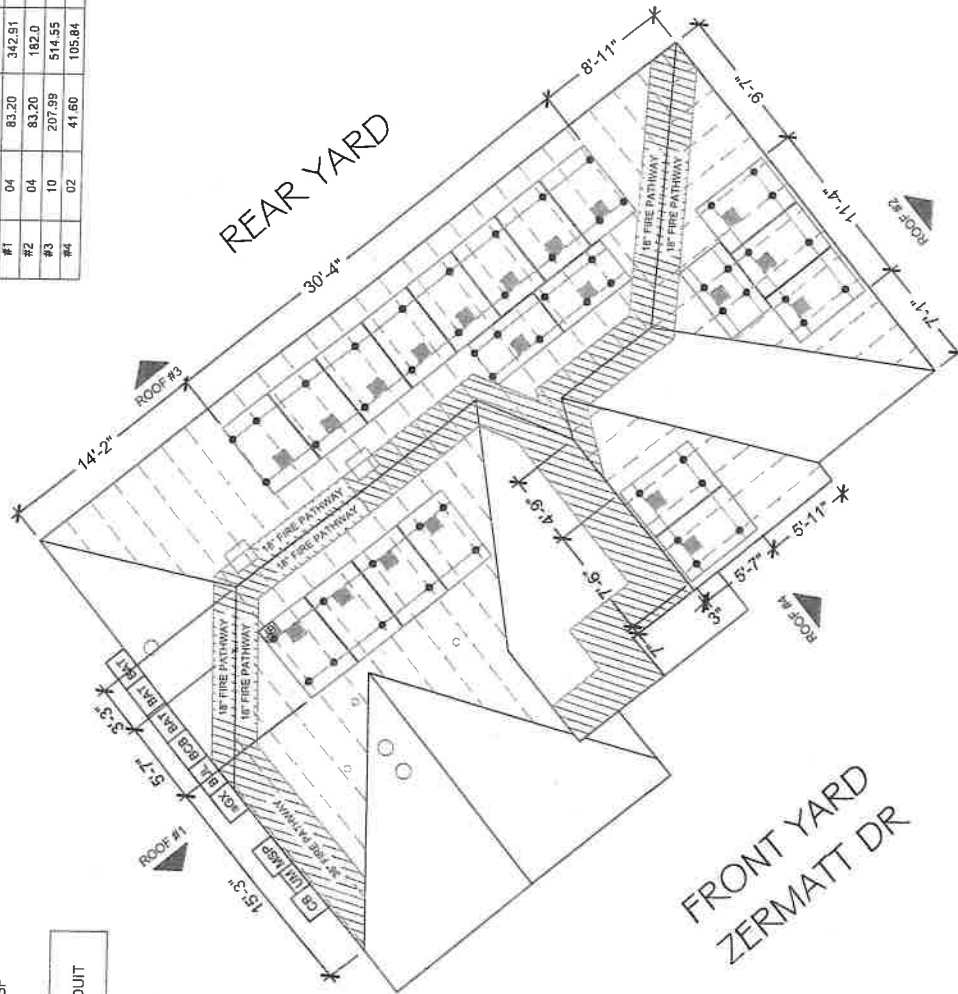 #1 04 83.20 342.91
#2 04 83.20 182.0
#3 10 207.99 514.55
#4 02 41.60 105.84
REAR YARD
8'-11"
30'-4"
14'-2"
ROOF #3
9'-7"
11'-4"
7'-1"
ROOF #2
18" FIRE PATHWAY
18" FIRE PATHWAY
18" FIRE PATHWAY
18" FIRE PATHWAY
18" FIRE PATHWAY
18" FIRE PATHWAY
36" FIRE PATHWAY
4'-9"
7'-6"
7"
3"
5'-7"
5'-11"
ROOF #4
BAT
BAT
BAT
BCB
BJL
MSP
UM
CB
3'-3"
5'-7"
15'-3"
ROOF #1
FRONT YARD
ZERMATT DR
DUIT